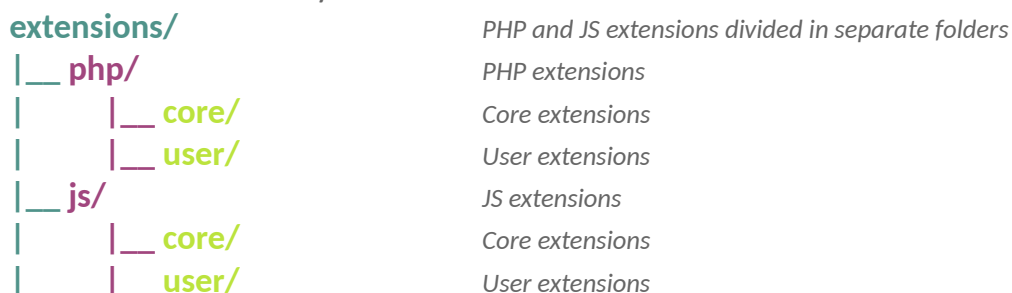 extensions/ PHP and JS extensions divided in separate folders
|__ php/ PHP extensions
| |__ core/ Core extensions
| |__ user/ User extensions
|__ js/ JS extensions
| |__ core/ Core extensions
| | user/ User extensions